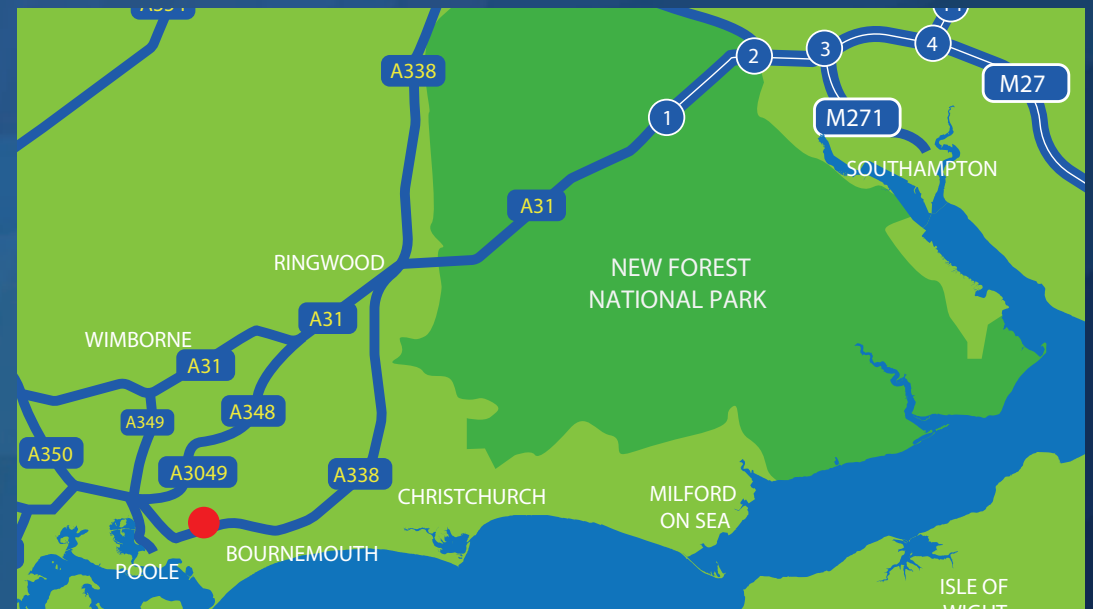 A338
2
3
4
M27
1
M271
SOUTHAMPTON
A31
RINGWOOD
NEW FOREST
NATIONAL PARK
A31
WIMBORNE
A31
A348
A349
A350
A3049
A338
CHRISTCHURCH
MILFORD
ON SEA
BOURNEMOUTH
POOLE
ISLE OF